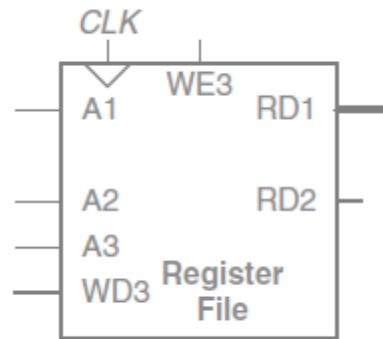 CLK
WE3
A1 RD1
A2 RD2
A3
WD3
Register
File